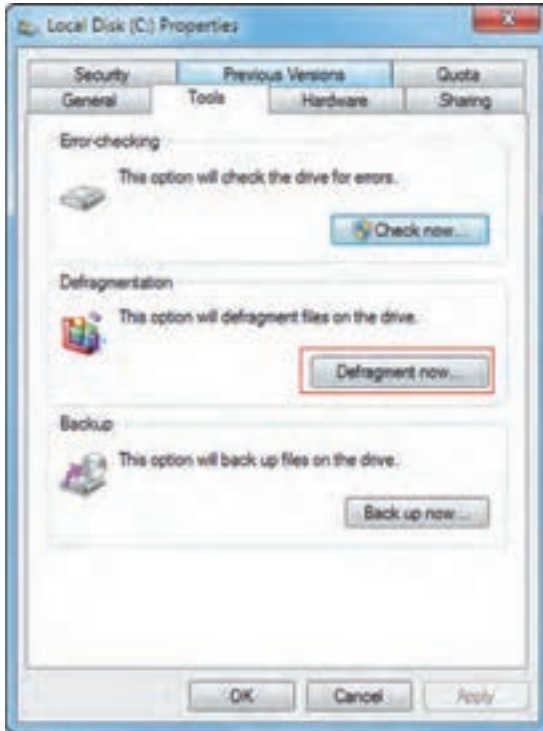 Local Disk (C:) Properties
Security Previous Versions Quota
General Tools Hardware Sharing
Error-checking
This option will check the drive for errors.
Check now...
Defragmentation
This option will defragment files on the drive.
Defragment now...
Backup
This option will back up files on the drive.
Back up now...
OK Cancel Apply